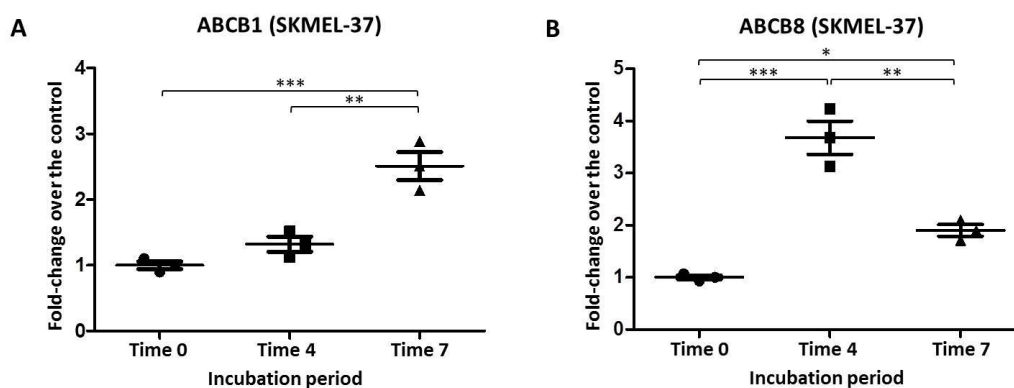 A
ABCB1 (SKMEL-37)
Fold-change over the control
4
3
2
1
0
***
**
Time 0 Time 4 Time 7
Incubation period
B
ABCB8 (SKMEL-37)
Fold-change over the control
5
4
3
2
1
0
*
*** **
Time 0 Time 4 Time 7
Incubation period